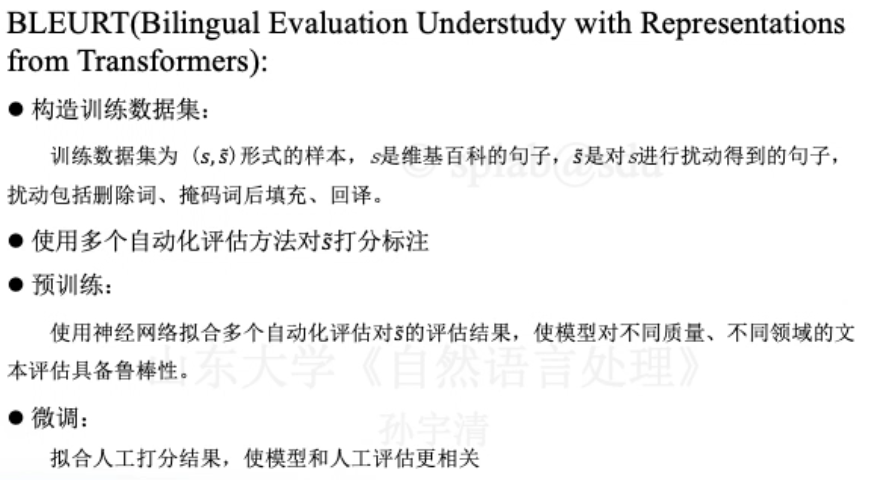 BLEURT(Bilingual Evaluation Understudy with Representations
from Transformers):
● 构造训练数据集：
训练数据集为（s,s̃）形式的样本，s是维基百科的句子，s̃是对s进行扰动得到的句子，
扰动包括删除词、掩码词后填充、回译。
● 使用多个自动化评估方法对s̃打分标注
● 预训练：
使用神经网络拟合多个自动化评估对s̃的评估结果，使模型对不同质量、不同领域的文
本评估具备鲁棒性。
山东大学《自然语言处理》
● 微调：
孙宇清
拟合人工打分结果，使模型和人工评估更相关